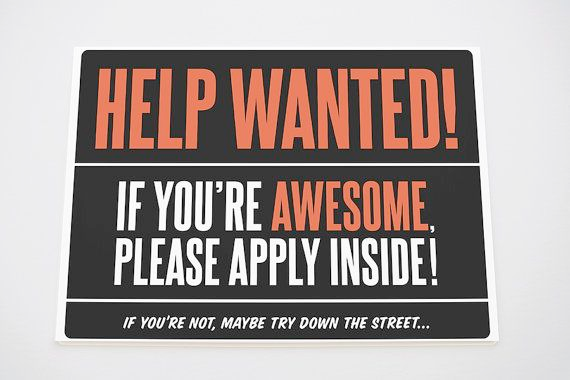 HELP WANTED!
IF YOU'RE AWESOME,
PLEASE APPLY INSIDE!
IF YOU'RE NOT, MAYBE TRY DOWN THE STREET...